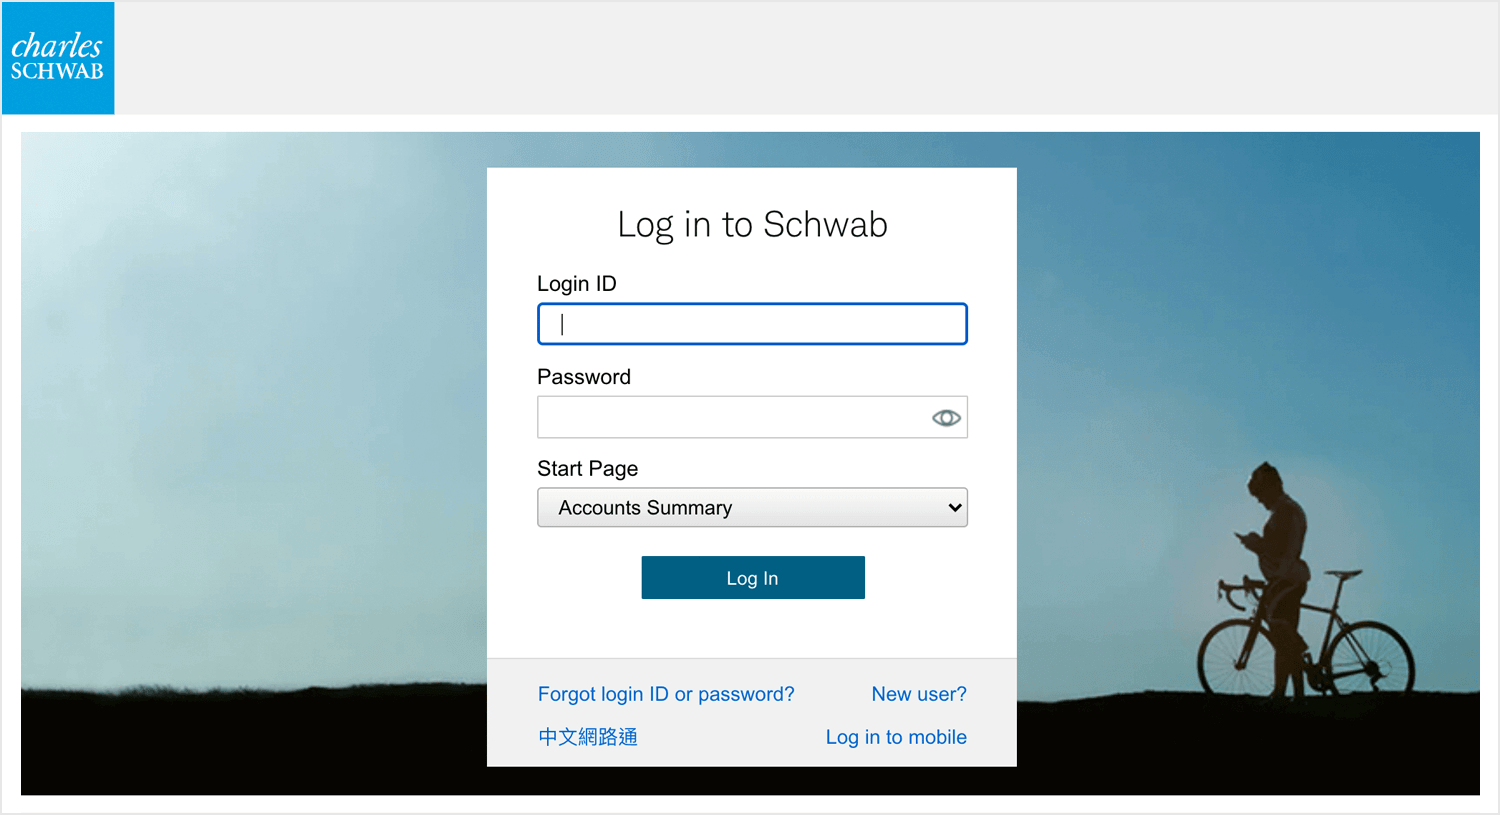 charles
SCHWAB
Log in to Schwab
Login ID
Password
Start Page
Accounts Summary
Log In
Forgot login ID or password?
New user?
中文網路通
Log in to mobile